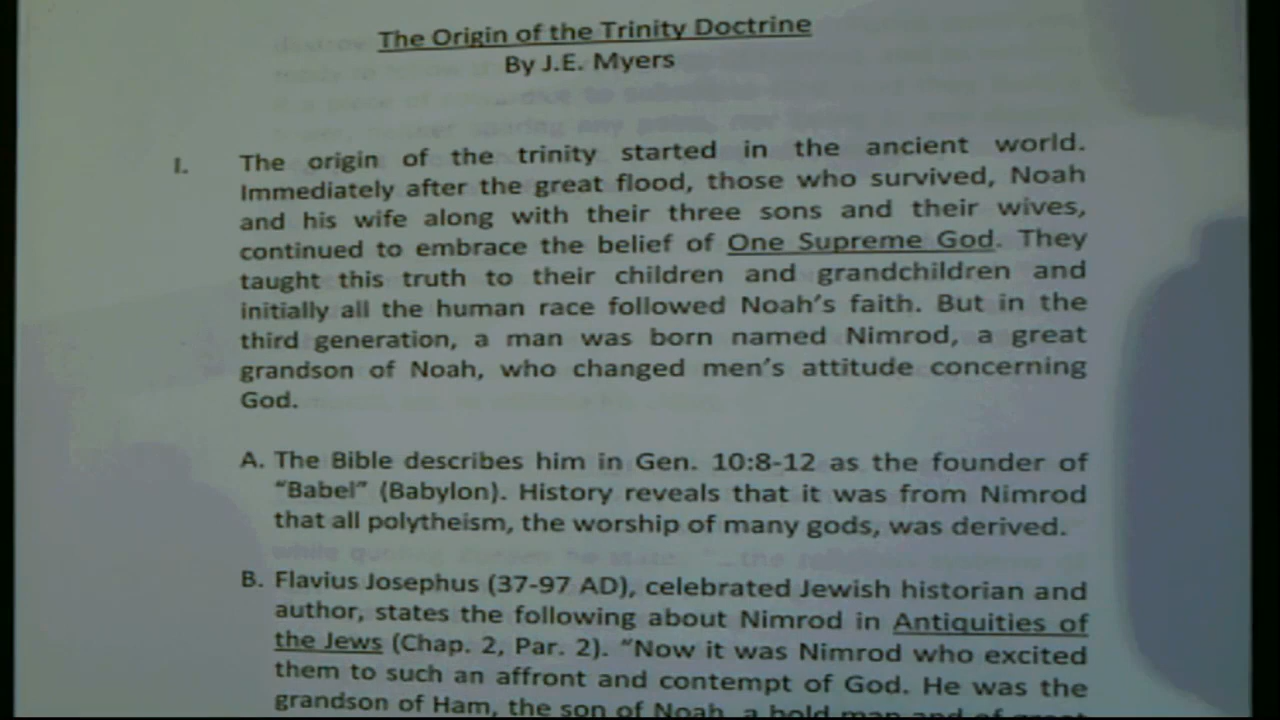 The Origin of the Trinity Doctrine
By J.E. Myers
I. The origin of the trinity started in the ancient world.
Immediately after the great flood, those who survived, Noah
and his wife along with their three sons and their wives,
continued to embrace the belief of One Supreme God. They
taught this truth to their children and grandchildren and
initially all the human race followed Noah's faith. But in the
third generation, a man was born named Nimrod, a great
grandson of Noah, who changed men's attitude concerning
God.
A. The Bible describes him in Gen. 10:8-12 as the founder of
“Babel” (Babylon). History reveals that it was from Nimrod
that all polytheism, the worship of many gods, was derived.
B. Flavius Josephus (37-97 AD), celebrated Jewish historian and
author, states the following about Nimrod in Antiquities of
the Jews (Chap. 2, Par. 2). “Now it was Nimrod who excited
them to such an affront and contempt of God. He was the
grandson of Ham, the son of Noah, a bold man and of great